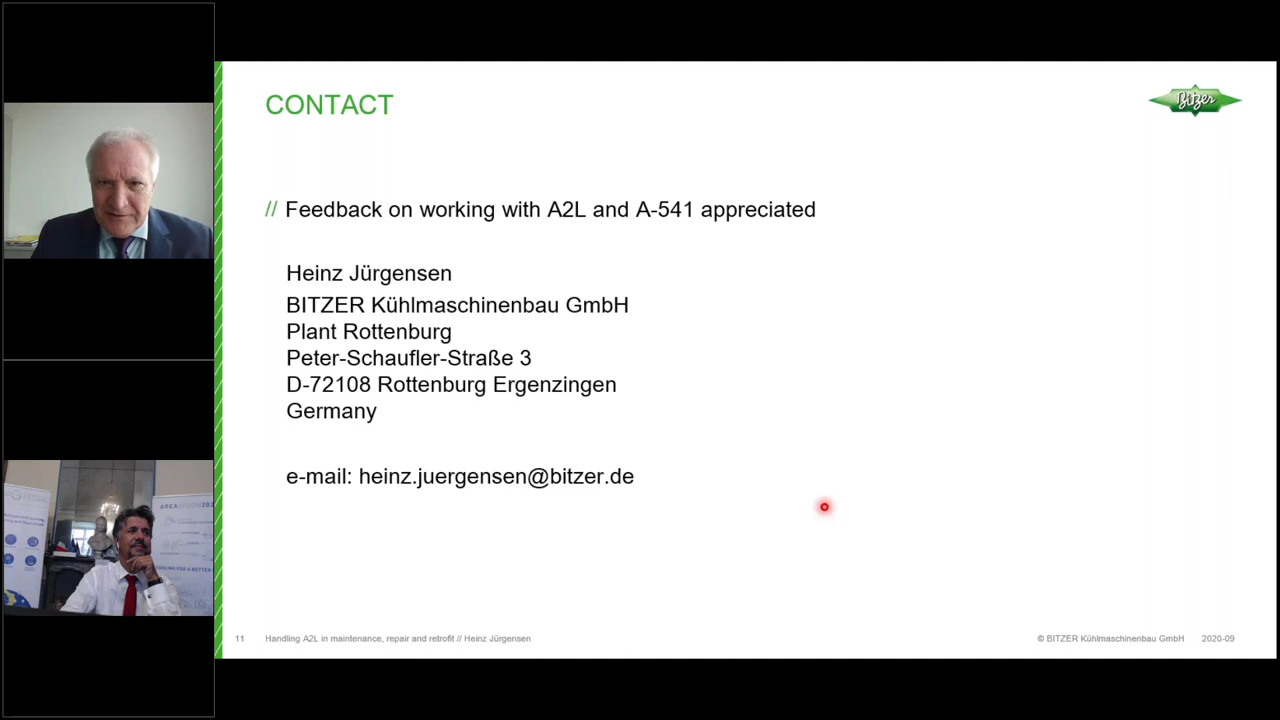 CONTACT
Bitzer
// Feedback on working with A2L and A-541 appreciated
Heinz Jürgensen
BITZER Kühlmaschinenbau GmbH
Plant Rottenburg
Peter-Schaufler-Straße 3
D-72108 Rottenburg Ergenzingen
Germany
e-mail: heinz.juergensen@bitzer.de
11 Handling A2L in maintenance, repair and retrofit // Heinz Jürgensen
© BITZER Kühlmaschinenbau GmbH 2020-09